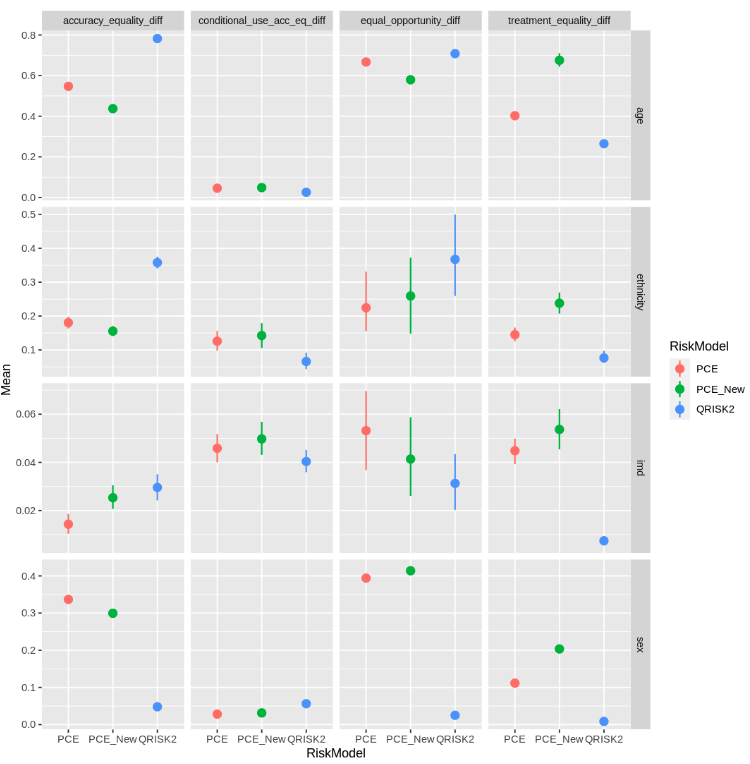 accuracy_equality_diff conditional_use_acc_eq_diff equal_opportunity_diff treatment_equality_diff
0.8
0.6
0.4
0.2
0.0
age
0.5
0.4
0.3
0.2
0.1
ethnicity
Mean
0.06
0.04
0.02
imd
0.4
0.3
0.2
0.1
0.0
sex
PCE PCE_New QRISK2 PCE PCE_New QRISK2 PCE PCE_New QRISK2 PCE PCE_New QRISK2
RiskModel
RiskModel
PCE
PCE_New
QRISK2